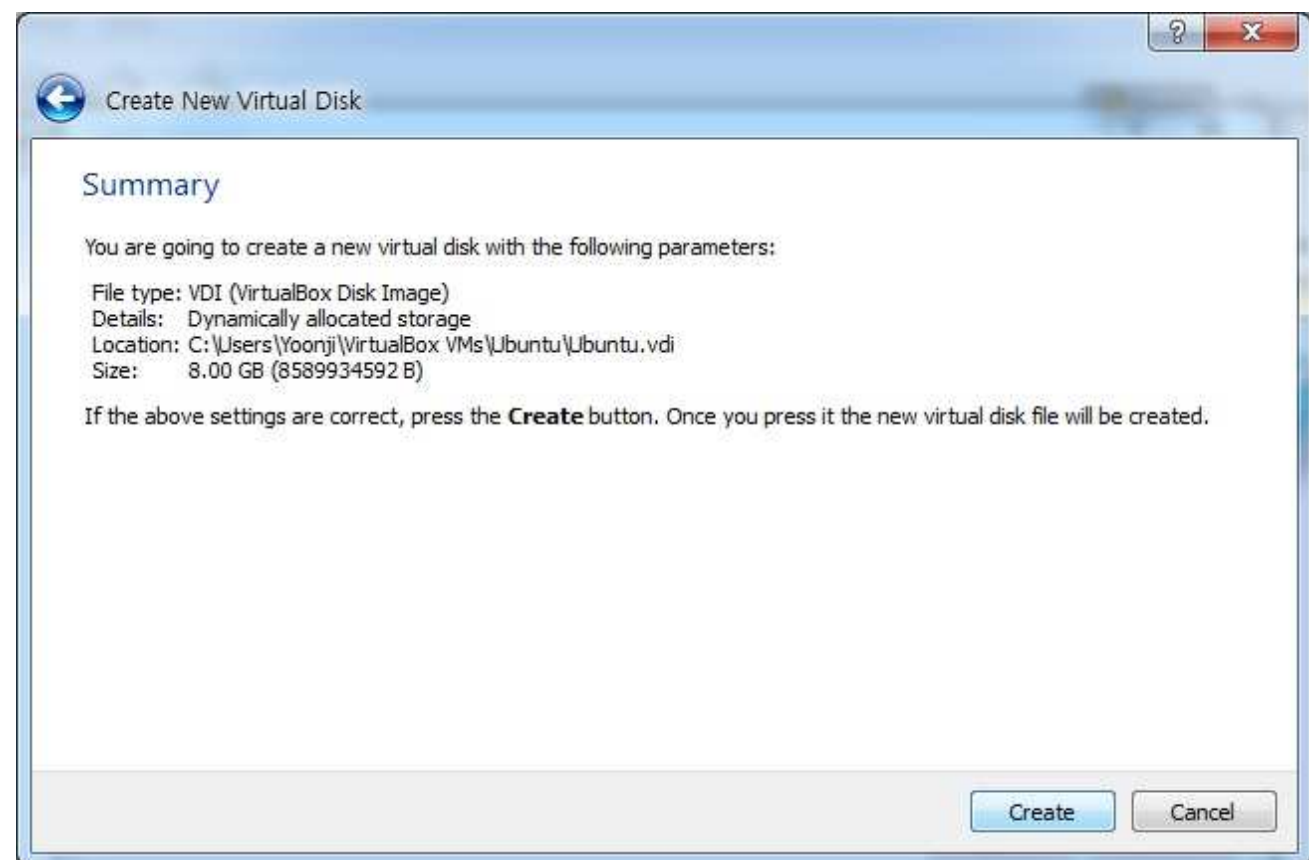 Create New Virtual Disk
Summary
You are going to create a new virtual disk with the following parameters:
File type: VDI (VirtualBox Disk Image)
Details: Dynamically allocated storage
Location: C:\Users\Yoonji\VirtualBox VMs\Ubuntu\Ubuntu.vdi
Size: 8.00 GB (8589934592 B)
If the above settings are correct, press the Create button. Once you press it the new virtual disk file will be created.
Create Cancel